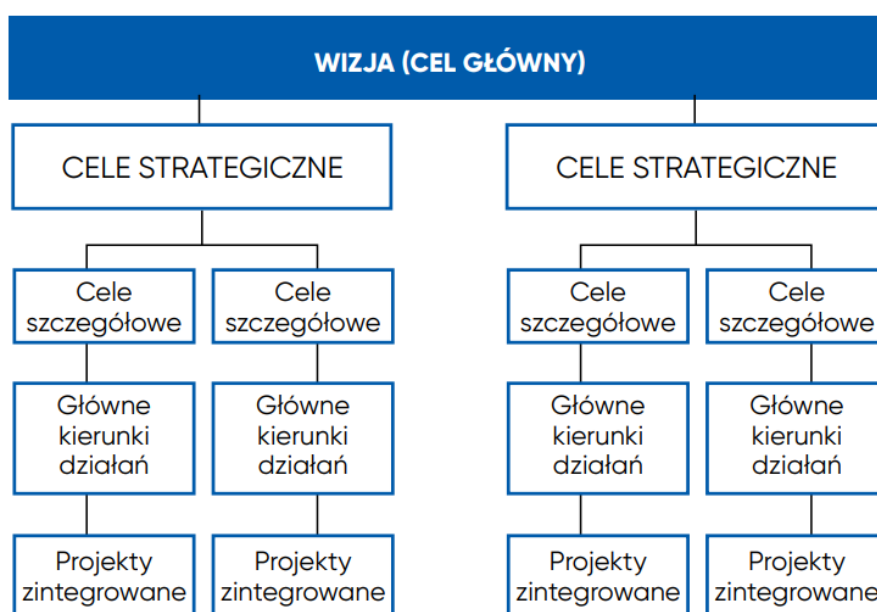 WIZJA (CEL GŁÓWNY)
CELE STRATEGICZNE
CELE STRATEGICZNE
Cele
szczegółowe
Cele
szczegółowe
Cele
szczegółowe
Cele
szczegółowe
Główne
kierunki
działań
Główne
kierunki
działań
Główne
kierunki
działań
Główne
kierunki
działań
Projekty
zintegrowane
Projekty
zintegrowane
Projekty
zintegrowane
Projekty
zintegrowane